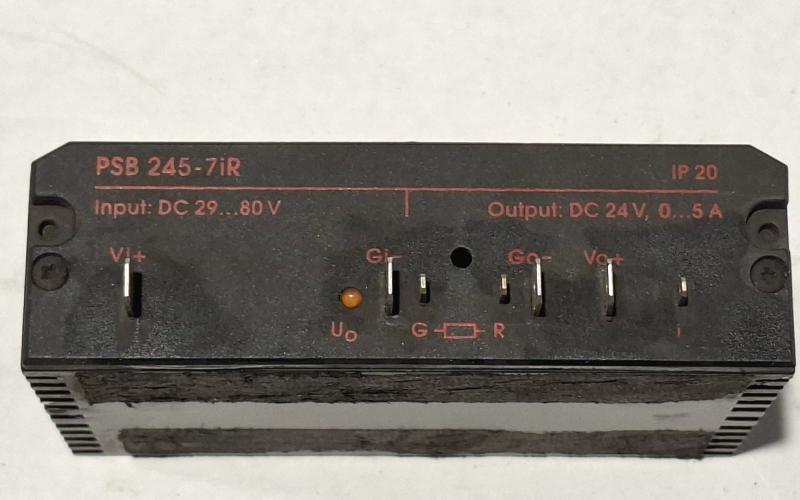 PSB 245-7iR IP 20
Input: DC 29...80 V Output: DC 24 V, 0...5 A
Vi+ Gi- Go- Vo+
Uo G R i